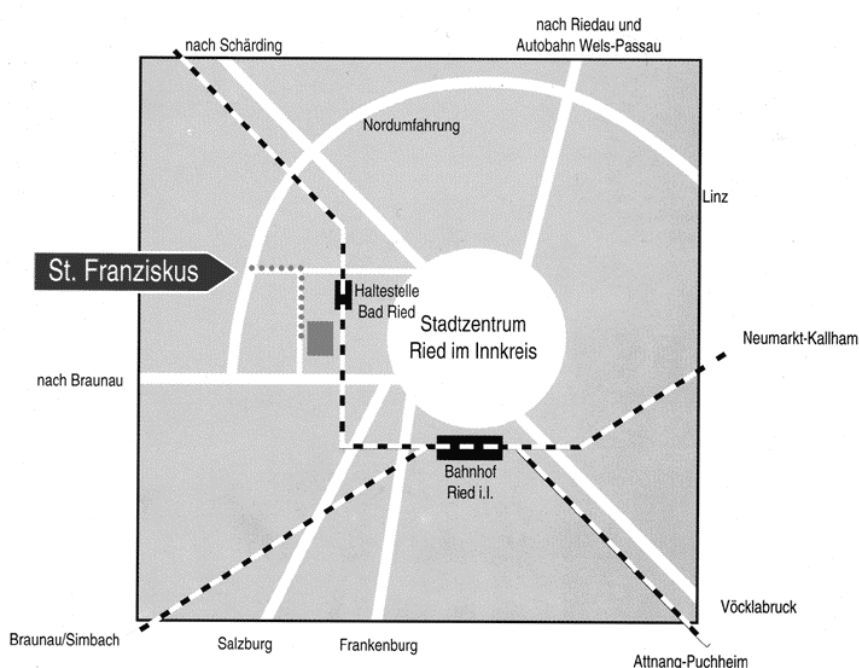 nach Riedau und
Autobahn Wels-Passau
nach Schärding
Nordumfahrung
Linz
St. Franziskus
Haltestelle
Bad Ried
Stadtzentrum
Ried im Innkreis
Neumarkt-Kallham
nach Braunau
Bahnhof
Ried i.I.
Vöcklabruck
Braunau/Simbach
Salzburg
Frankenburg
Attnang-Puchheim